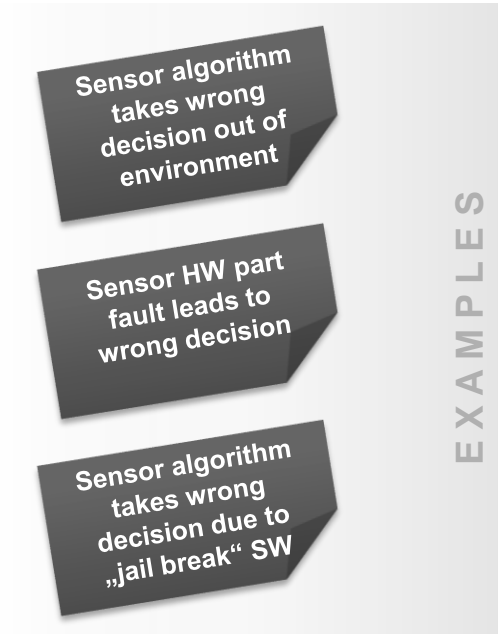 Sensor algorithm
takes wrong
decision out of
environment
Sensor HW part
fault leads to
wrong decision
Sensor algorithm
takes wrong
decision due to
„jail break“ SW
EXAMPLES